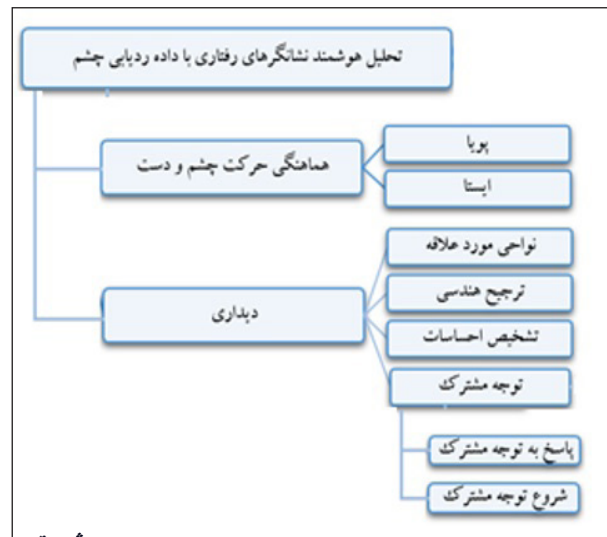 تحلیل هوشمند نشانگرهای رفتاری با داده ردیابی چشم
هماهنگی حرکت چشم و دست
پویا
ایستا
دیداری
نواحی مورد علاقه
ترجیح هندسی
تشخیص احساسات
توجه مشترک
پاسخ به توجه مشترک
شروع توجه مشترک